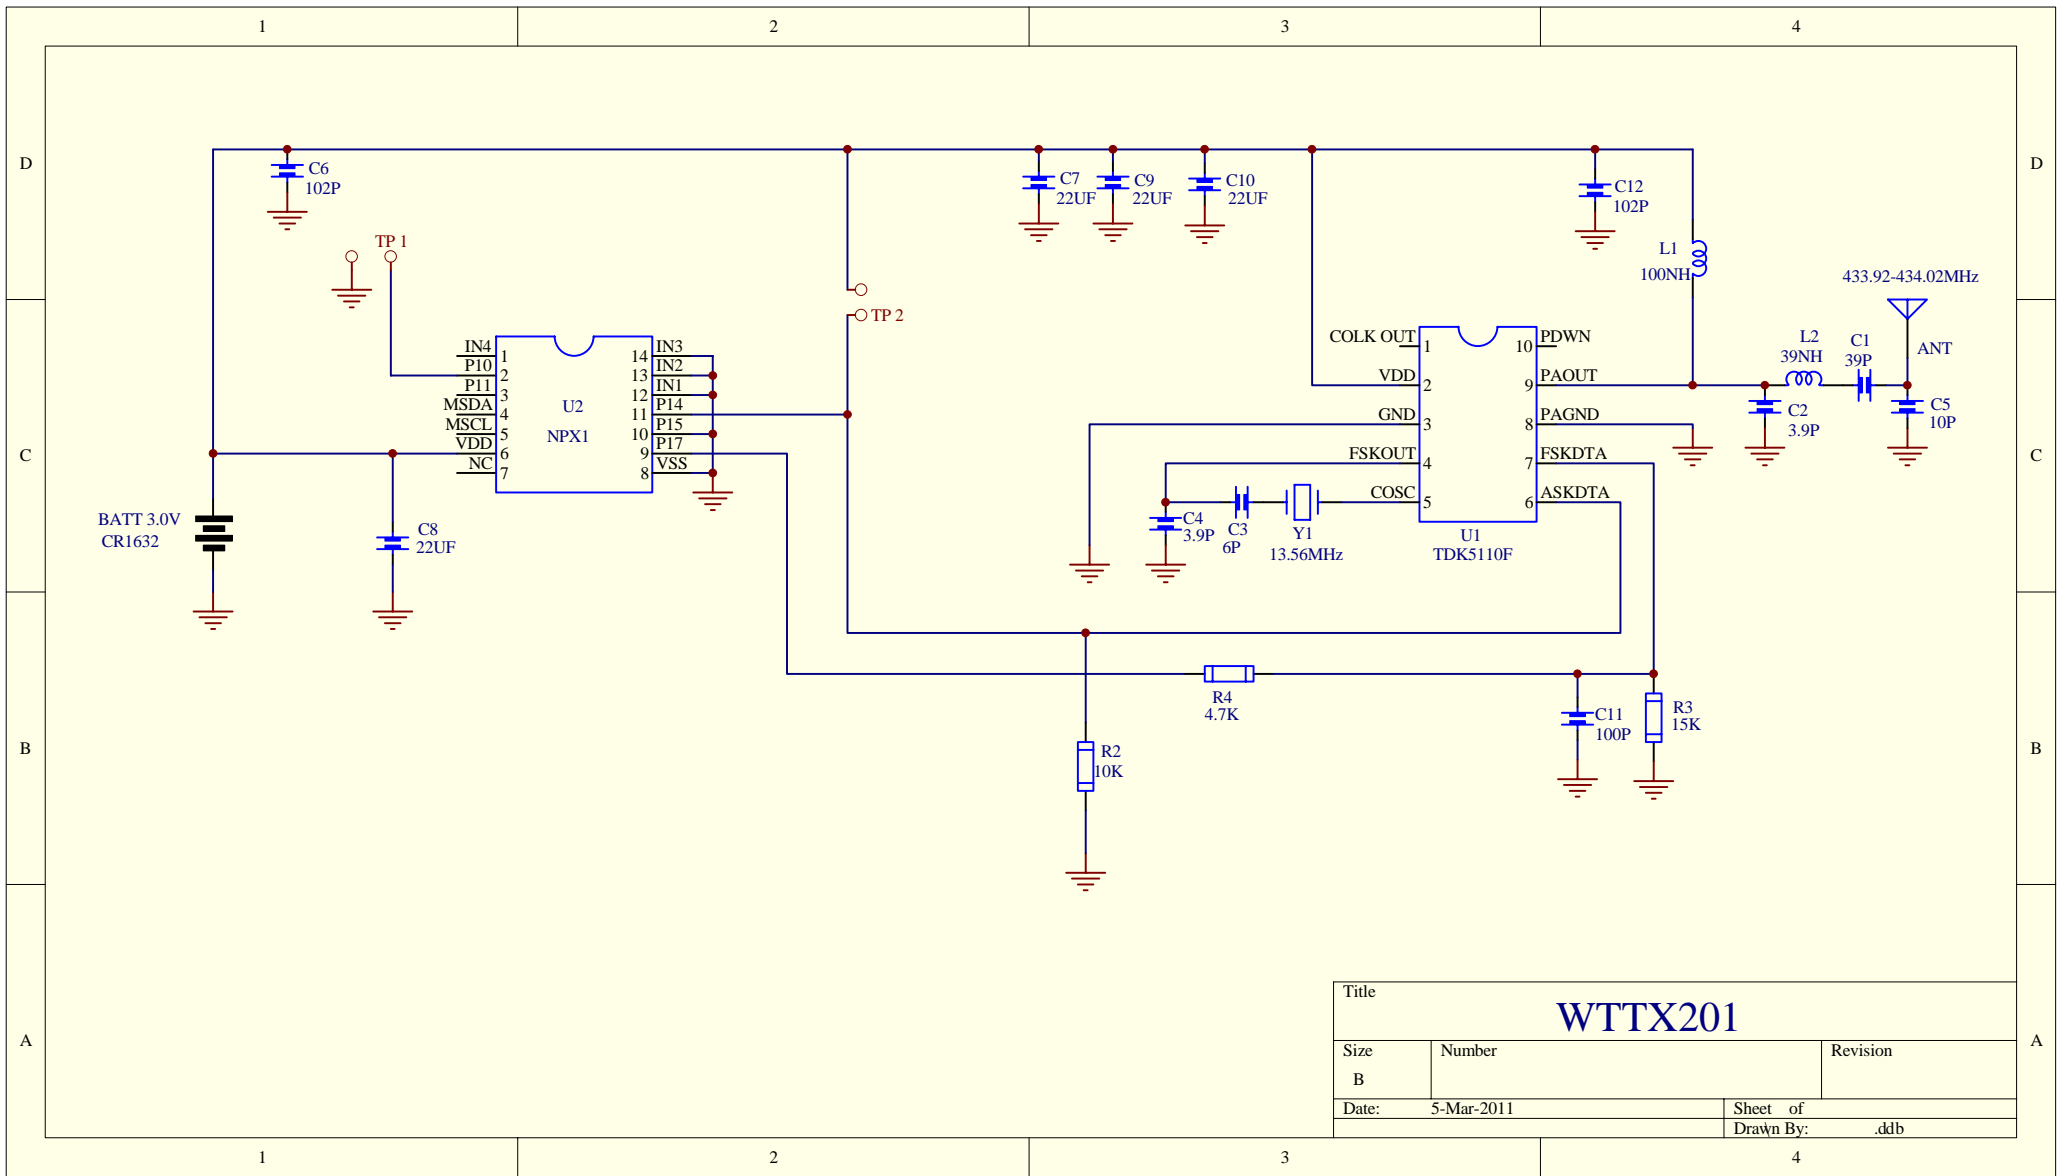 1 2 3 4
D D
C6
102P
C7
22UF
C9
22UF
C10
22UF
C12
102P
TP 1
L1
100NH
433.92-434.02MHz
TP 2
ANT
L2
39NH
C1
39P
C2
3.9P
C5
10P
C C
IN4 1
P10 2
P11 3
MSDA 4
MSCL 5
VDD 6
NC 7
U2
NPX1
14 IN3
13 IN2
12 IN1
11 P14
10 P15
9 P17
8 VSS
COLK OUT 1
VDD 2
GND 3
FSKOUT 4
COSC 5
10 PDWN
9 PAOUT
8 PAGND
7 FSKDTA
6 ASKDTA
U1
TDK5110F
BATT 3.0V
CR1632
C8
22UF
C4
3.9P
C3
6P
Y1
13.56MHz
R4
4.7K
C11
100P
R3
15K
B B
R2
10K
A A
Title
WTTX201
Size
B
Number
Revision
Date: 5-Mar-2011
Sheet of
Drawn By: .ddb
1 2 3 4